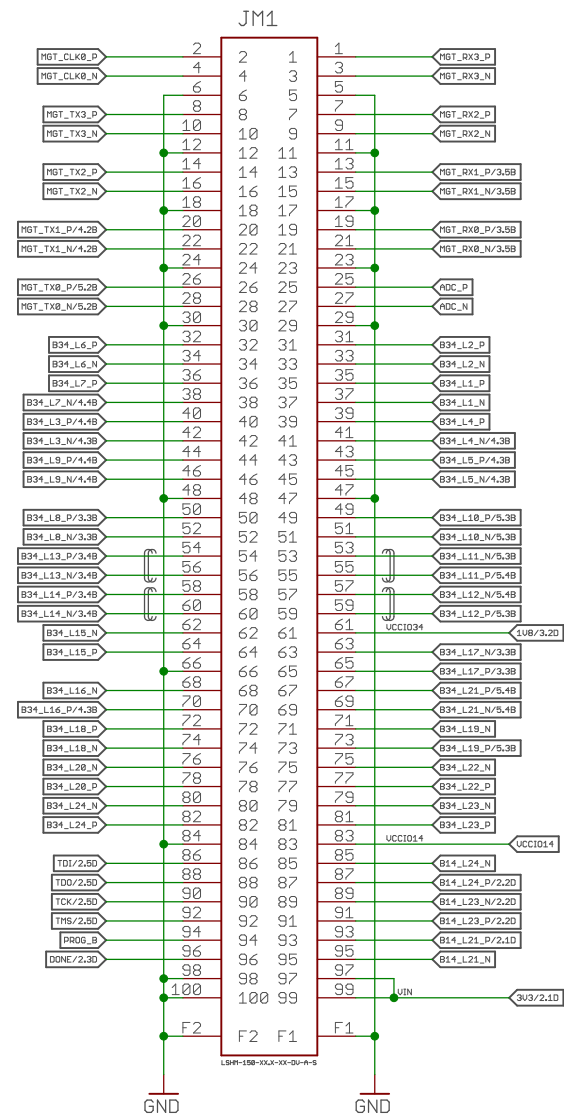 JM1
MGT_CLK0_P 2 2 1 1 MGT_RX3_P
MGT_CLK0_N 4 4 3 3 MGT_RX3_N
6 6 5 5
MGT_TX3_P 8 8 7 7 MGT_RX2_P
MGT_TX3_N 10 10 9 9 MGT_RX2_N
12 12 11 11
MGT_TX2_P 14 14 13 13 MGT_RX1_P/3.5B
MGT_TX2_N 16 16 15 15 MGT_RX1_N/3.5B
18 18 17 17
MGT_TX1_P/4.2B 20 20 19 19 MGT_RX0_P/3.5B
MGT_TX1_N/4.2B 22 22 21 21 MGT_RX0_N/3.5B
24 24 23 23
MGT_TX0_P/5.2B 26 26 25 25 ADC_P
MGT_TX0_N/5.2B 28 28 27 27 ADC_N
30 30 29 29
B34_L6_P 32 32 31 31 B34_L2_P
B34_L6_N 34 34 33 33 B34_L2_N
B34_L7_P 36 36 35 35 B34_L1_P
B34_L7_N/4.4B 38 38 37 37 B34_L1_N
B34_L3_P/4.4B 40 40 39 39 B34_L4_P
B34_L3_N/4.3B 42 42 41 41 B34_L4_N/4.3B
B34_L9_P/4.4B 44 44 43 43 B34_L5_P/4.3B
B34_L9_N/4.4B 46 46 45 45 B34_L5_N/4.3B
48 48 47 47
B34_L8_P/3.3B 50 50 49 49 B34_L10_P/5.3B
B34_L8_N/3.3B 52 52 51 51 B34_L10_N/5.3B
B34_L13_P/3.4B 54 54 53 53 B34_L11_N/5.3B
B34_L13_N/3.4B 56 56 55 55 B34_L11_P/5.4B
B34_L14_P/3.4B 58 58 57 57 B34_L12_N/5.4B
B34_L14_N/3.4B 60 60 59 59 B34_L12_P/5.3B
B34_L15_N 62 62 61 61 VCCIO34 1V8/3.2D
B34_L15_P 64 64 63 63 B34_L17_N/3.3B
66 66 65 65 B34_L17_P/3.3B
B34_L16_N 68 68 67 67 B34_L21_P/5.4B
B34_L16_P/4.3B 70 70 69 69 B34_L21_N/5.4B
B34_L18_P 72 72 71 71 B34_L19_N
B34_L18_N 74 74 73 73 B34_L19_P/5.3B
B34_L20_N 76 76 75 75 B34_L22_N
B34_L20_P 78 78 77 77 B34_L22_P
B34_L24_N 80 80 79 79 B34_L23_N
B34_L24_P 82 82 81 81 B34_L23_P
84 84 83 83 VCCIO14 VCCIO14
TDI/2.5D 86 86 85 85 B14_L24_N
TDO/2.5D 88 88 87 87 B14_L24_P/2.2D
TCK/2.5D 90 90 89 89 B14_L23_N/2.2D
TMS/2.5D 92 92 91 91 B14_L23_P/2.2D
PROG_B 94 94 93 93 B14_L21_P/2.1D
DONE/2.3D 96 96 95 95 B14_L21_N
98 98 97 97
100 100 99 99 VIN 3V3/2.1D
F2 F2 F1 F1
LSHM-150-XX.X-XX-DV-A-S
GND GND